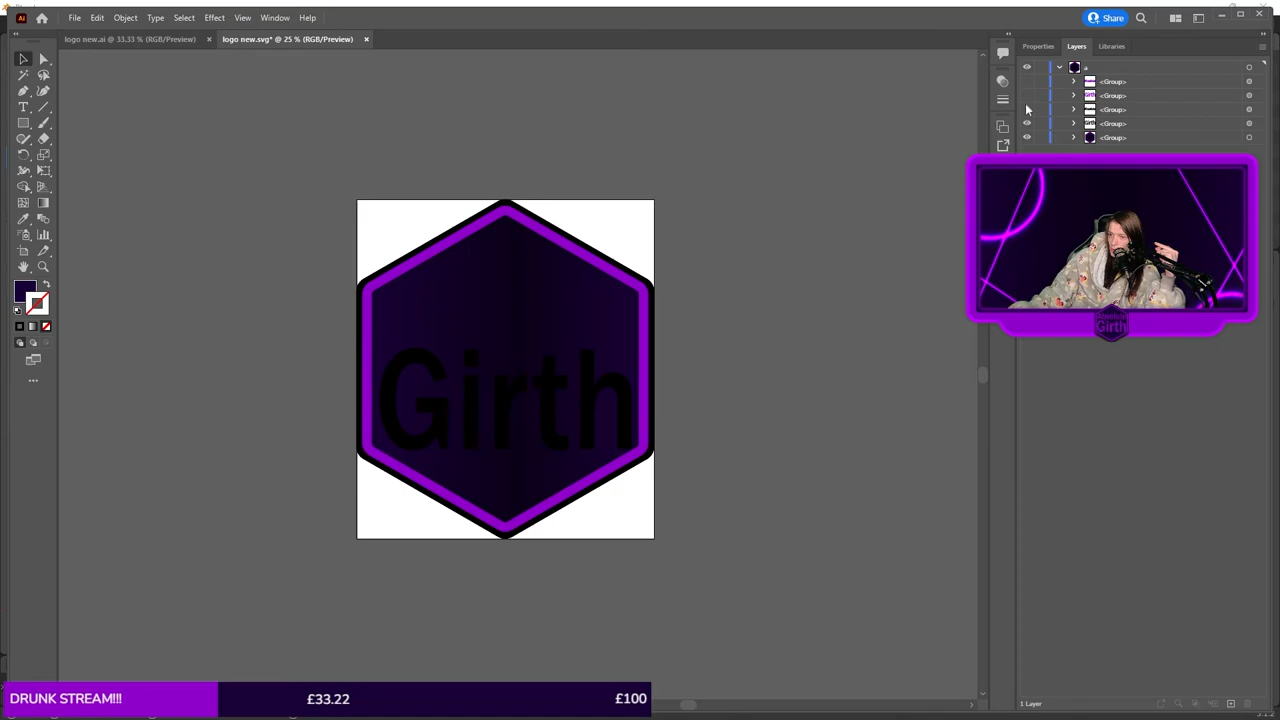 File Edit Object Type Select Effect View Window Help
Share
logo new.ai @ 33.33 % (RGB/Preview)
logo new.svg* @ 25 % (RGB/Preview)
Properties Layers Libraries
a
<Group>
<Group>
<Group>
<Group>
<Group>
Girth
Girth
1 Layer
DRUNK STREAM!!! £33.22 £100